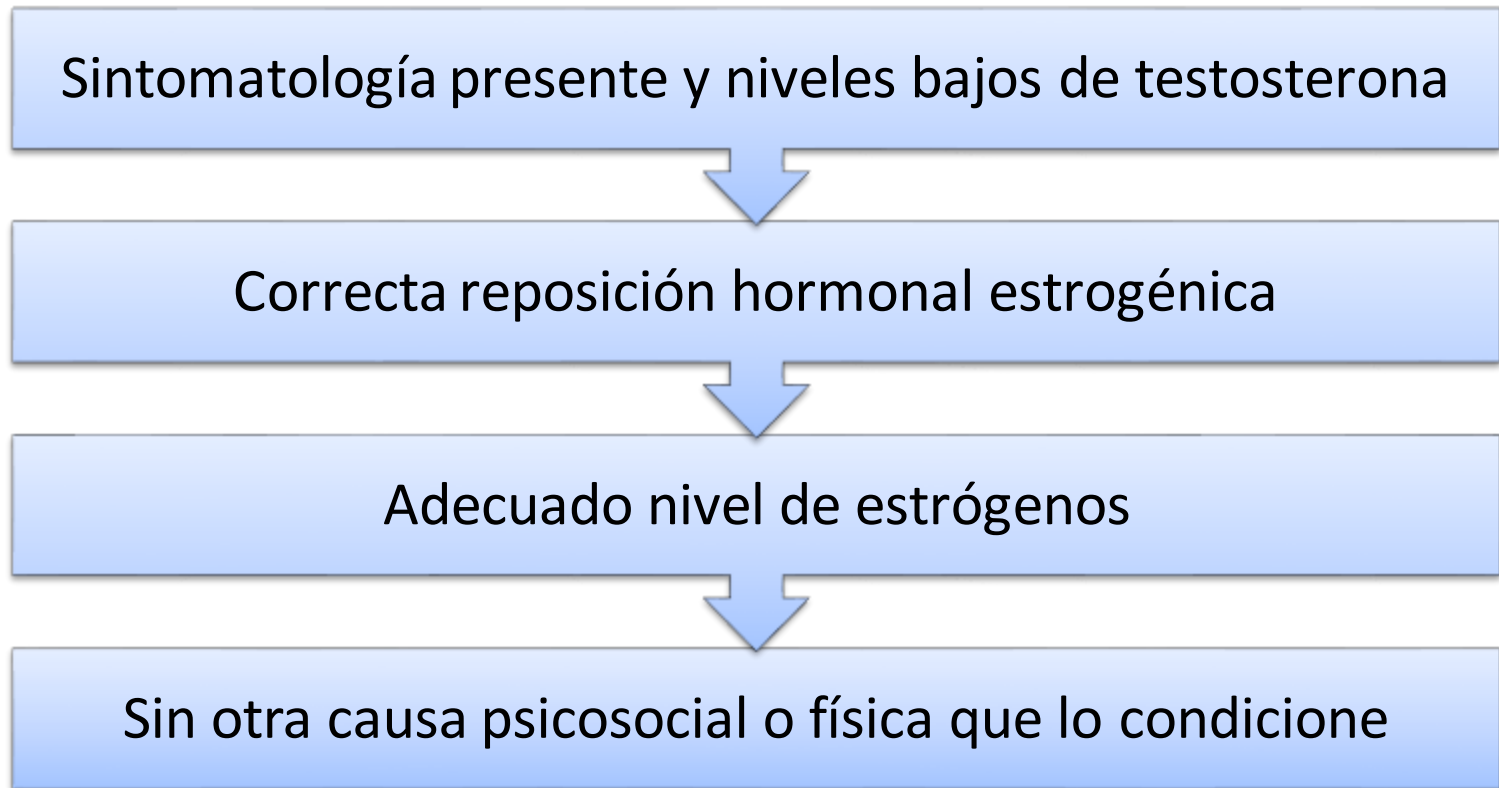 Sintomatología presente y niveles bajos de testosterona
Correcta reposición hormonal estrogénica
Adecuado nivel de estrógenos
Sin otra causa psicosocial o física que lo condicione